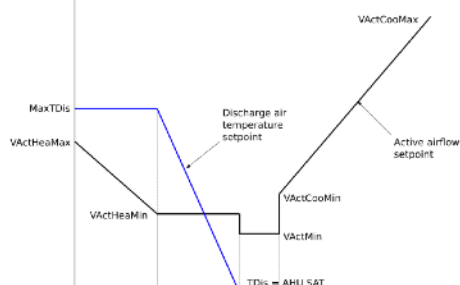 VActCooMax
MaxTDis
Discharge air
temperature
setpoint
VActHeaMax
Active airflow
setpoint
VActCooMin
VActHeaMin
VActMin
TDis = AHU SAT